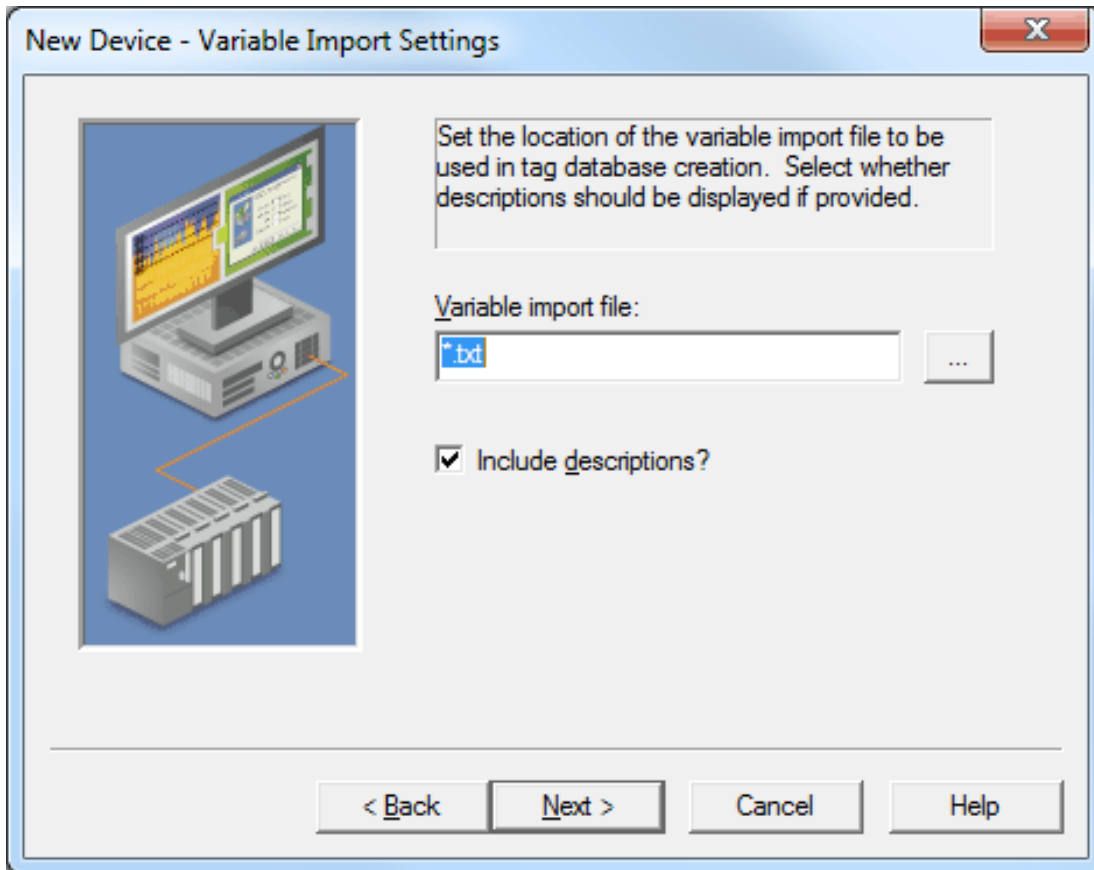 New Device - Variable Import Settings
Set the location of the variable import file to be
used in tag database creation.  Select whether
descriptions should be displayed if provided.
Variable import file:
*.txt
...
Include descriptions?
< Back
Next >
Cancel
Help